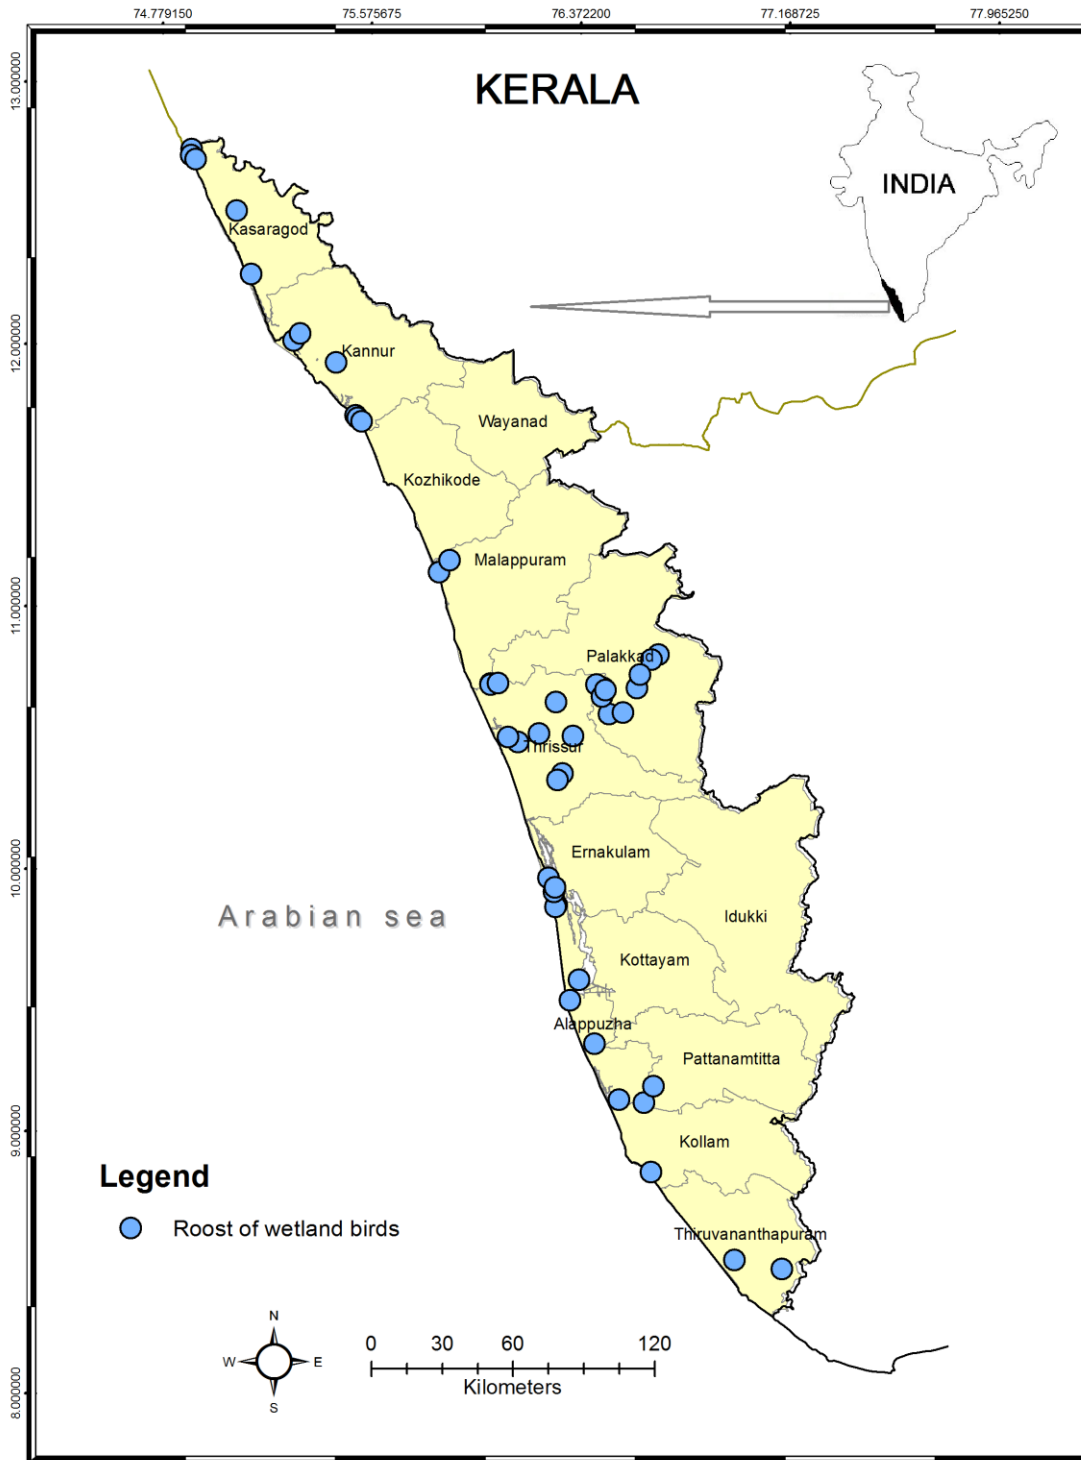 74.779150 75.575675 76.372200 77.168725 77.965250
13.000000
12.000000
11.000000
10.000000
9.000000
8.000000
KERALA
INDIA
Kasaragod
Kannur
Wayanad
Kozhikode
Malappuram
Palakkad
Thrissur
Ernakulam
Idukki
Arabian sea
Kottayam
Alappuzha
Pattanamtitta
Kollam
Thiruvananthapuram
Legend
Roost of wetland birds
N
W E
S
0 30 60 120
Kilometers